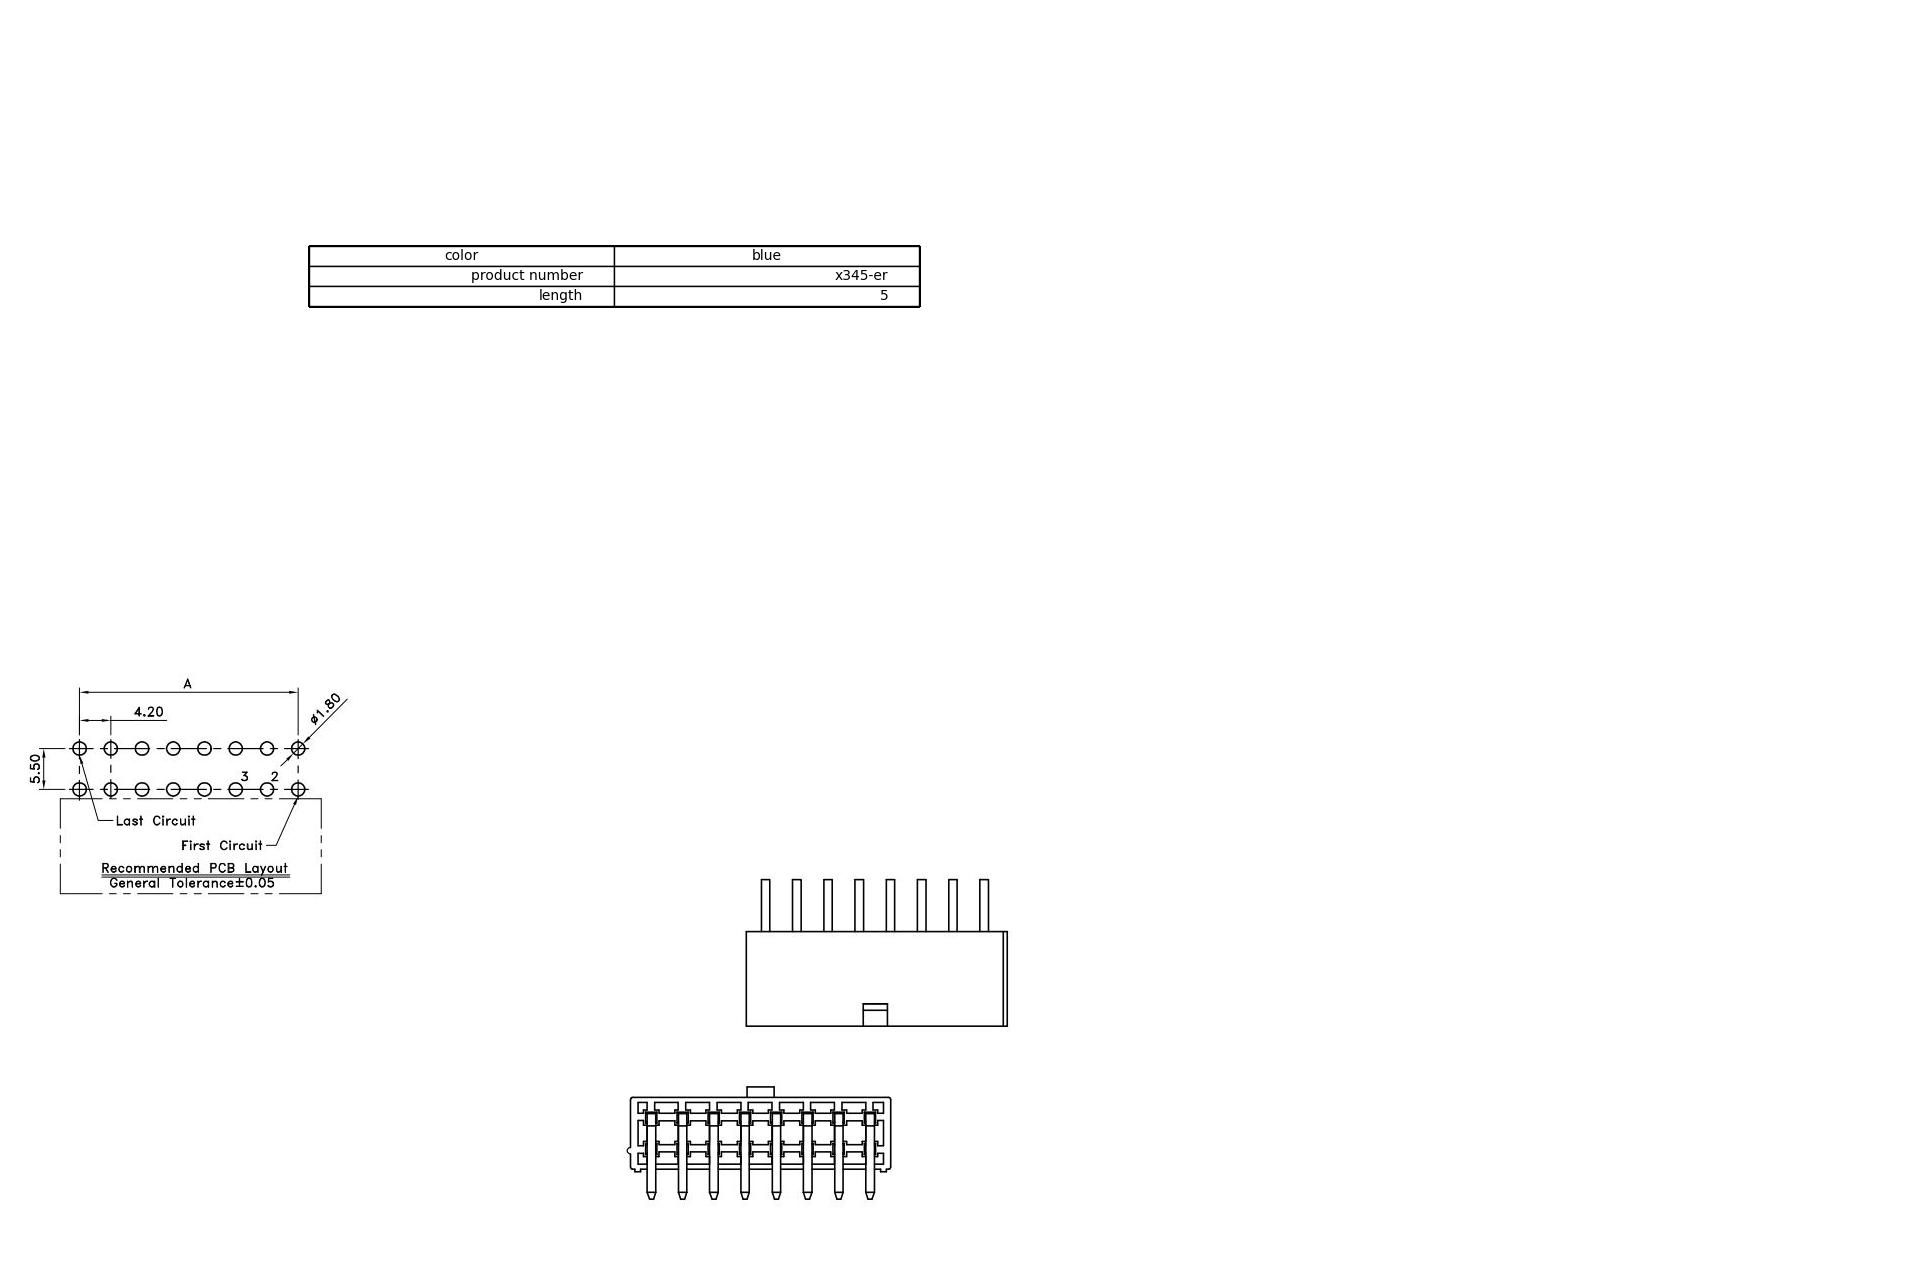 color blue
product number x345-er
length 5
A
4.20
ø1.80
5.50
3 2
Last Circuit
First Circuit
Recommended PCB Layout
General Tolerance±0.05